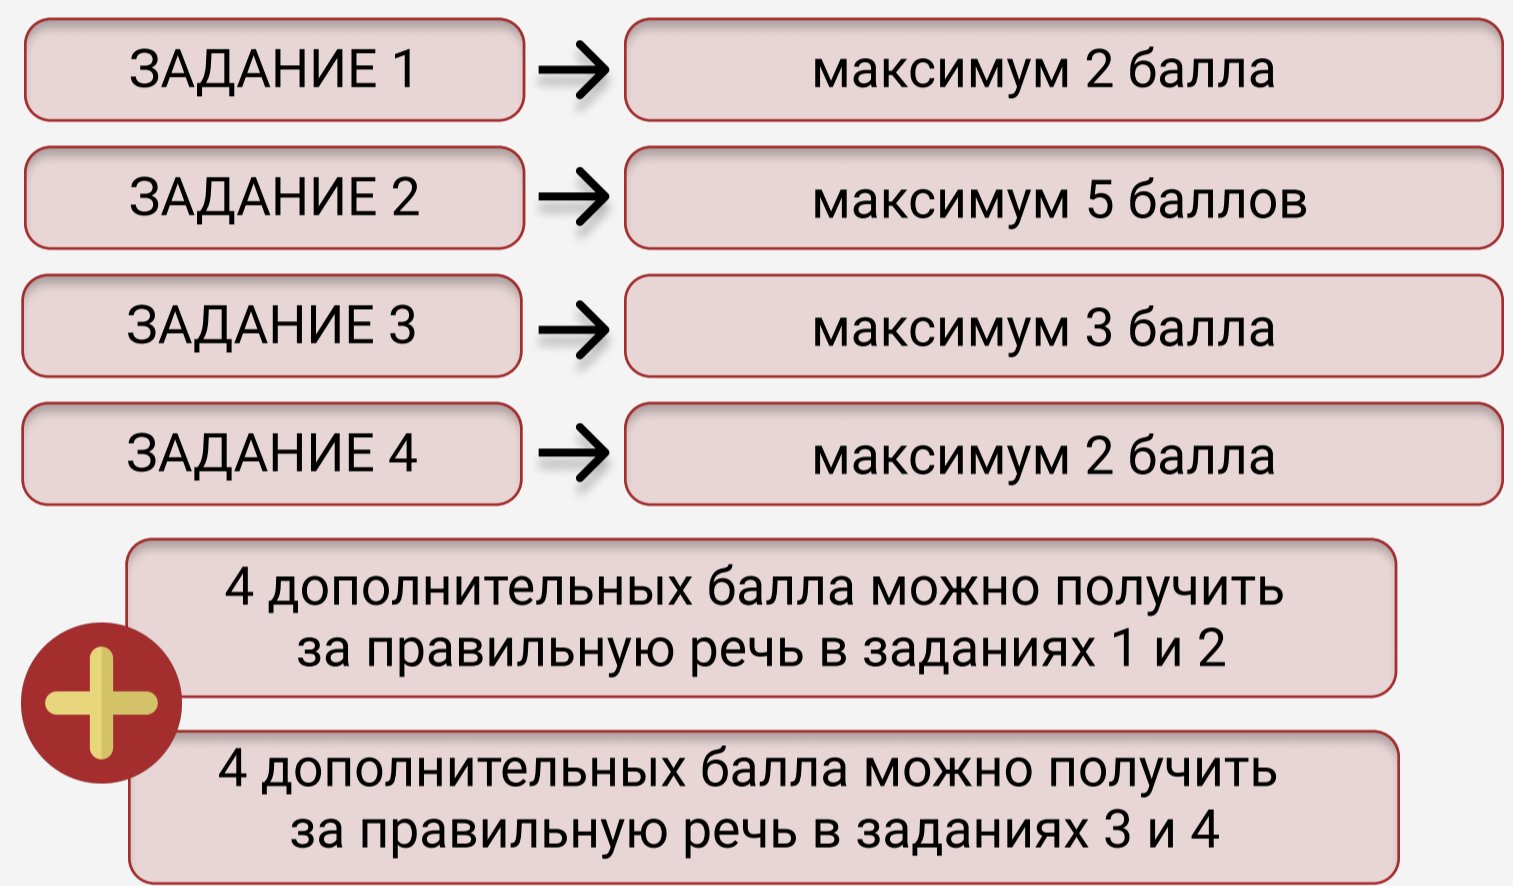 ЗАДАНИЕ 1
максимум 2 балла
ЗАДАНИЕ 2
максимум 5 баллов
ЗАДАНИЕ 3
максимум 3 балла
ЗАДАНИЕ 4
максимум 2 балла
4 дополнительных балла можно получить
за правильную речь в заданиях 1 и 2
4 дополнительных балла можно получить
за правильную речь в заданиях 3 и 4